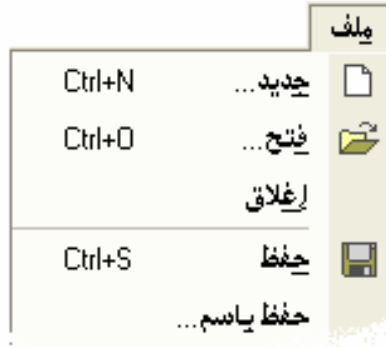 ملف
جديد... Ctrl+N
فتح... Ctrl+O
إغلاق
حفظ Ctrl+S
حفظ باسم...